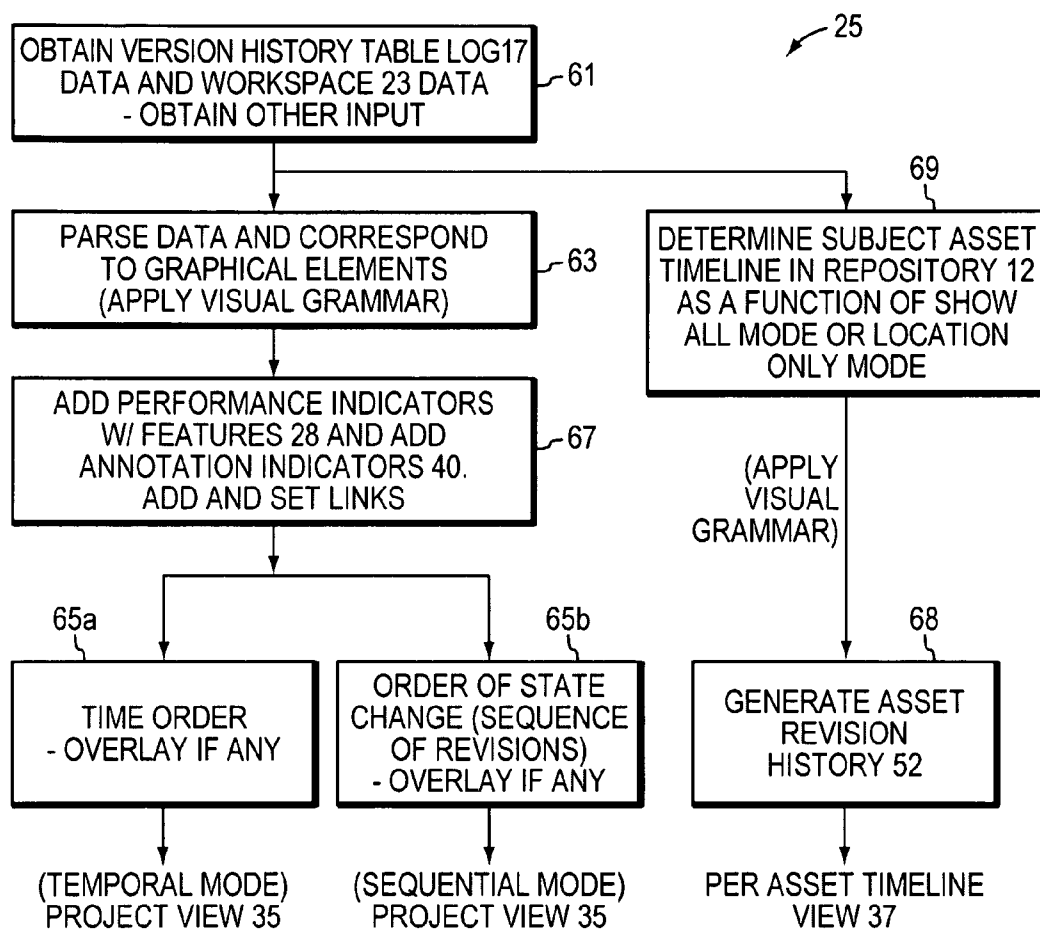 25
OBTAIN VERSION HISTORY TABLE LOG17
DATA AND WORKSPACE 23 DATA
- OBTAIN OTHER INPUT
61
PARSE DATA AND CORRESPOND
TO GRAPHICAL ELEMENTS
(APPLY VISUAL GRAMMAR)
63
69
DETERMINE SUBJECT ASSET
TIMELINE IN REPOSITORY 12
AS A FUNCTION OF SHOW
ALL MODE OR LOCATION
ONLY MODE
ADD PERFORMANCE INDICATORS
W/ FEATURES 28 AND ADD
ANNOTATION INDICATORS 40.
ADD AND SET LINKS
67
(APPLY
VISUAL
GRAMMAR)
65a
TIME ORDER
- OVERLAY IF ANY
65b
ORDER OF STATE
CHANGE (SEQUENCE
OF REVISIONS)
- OVERLAY IF ANY
68
GENERATE ASSET
REVISION
HISTORY 52
(TEMPORAL MODE)
PROJECT VIEW 35
(SEQUENTIAL MODE)
PROJECT VIEW 35
PER ASSET TIMELINE
VIEW 37